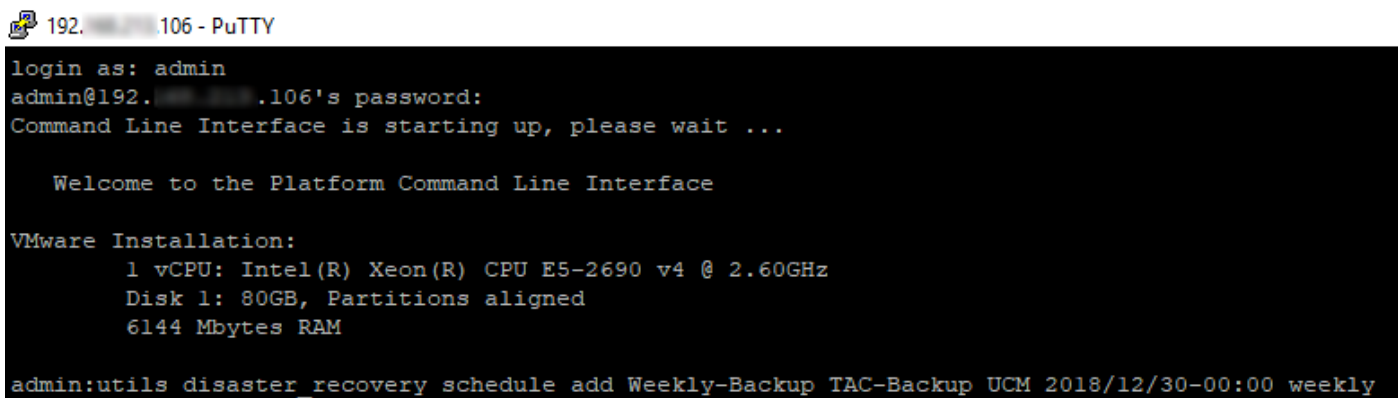 192. .106 - PuTTY
login as: admin
admin@192. .106's password:
Command Line Interface is starting up, please wait ...
Welcome to the Platform Command Line Interface
VMware Installation:
1 vCPU: Intel(R) Xeon(R) CPU E5-2690 v4 @ 2.60GHz
Disk 1: 80GB, Partitions aligned
6144 Mbytes RAM
admin:utils disaster_recovery schedule add Weekly-Backup TAC-Backup UCM 2018/12/30-00:00 weekly